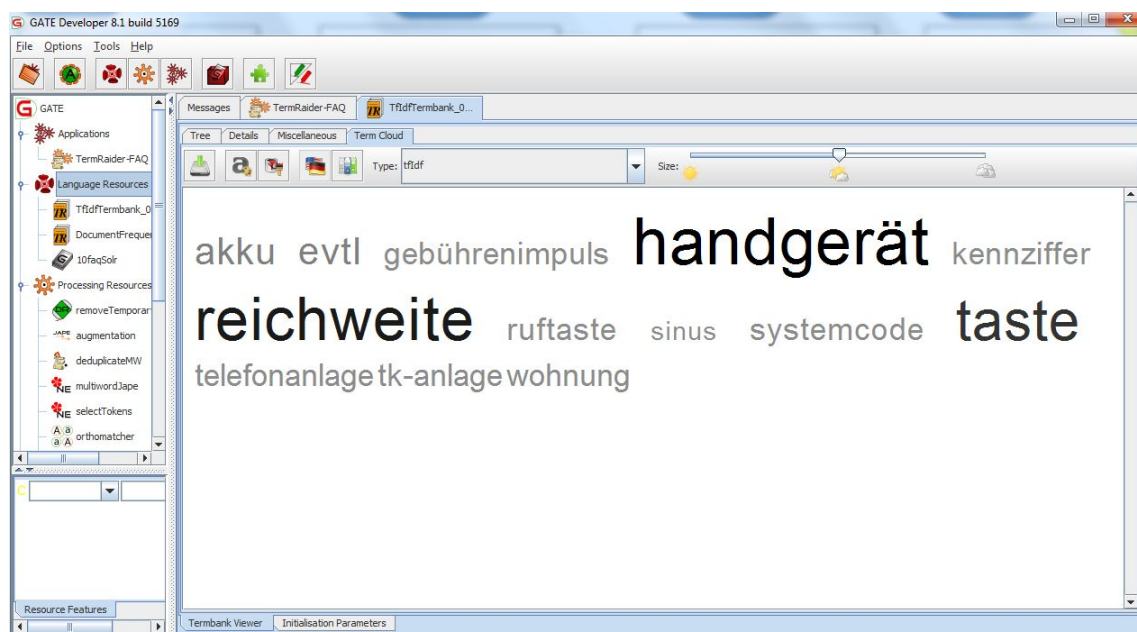 GATE Developer 8.1 build 5169
File Options Tools Help
GATE
Applications
TermRaider-FAQ
Language Resources
TfIdfTermbank_0
DocumentFrequer
10faqSolr
Processing Resources
removeTemporar
augmentation
deduplicateMW
multiwordJape
selectTokens
orthomatcher
Resource Features
Messages TermRaider-FAQ TfIdfTermbank_0...
Tree Details Miscellaneous Term Cloud
Type: tfIdf Size:
akku evtl gebührenimpuls handgerät kennziffer
reichweite ruftaste sinus systemcode taste
telefonanlage tk-anlage wohnung
Termbank Viewer Initialisation Parameters